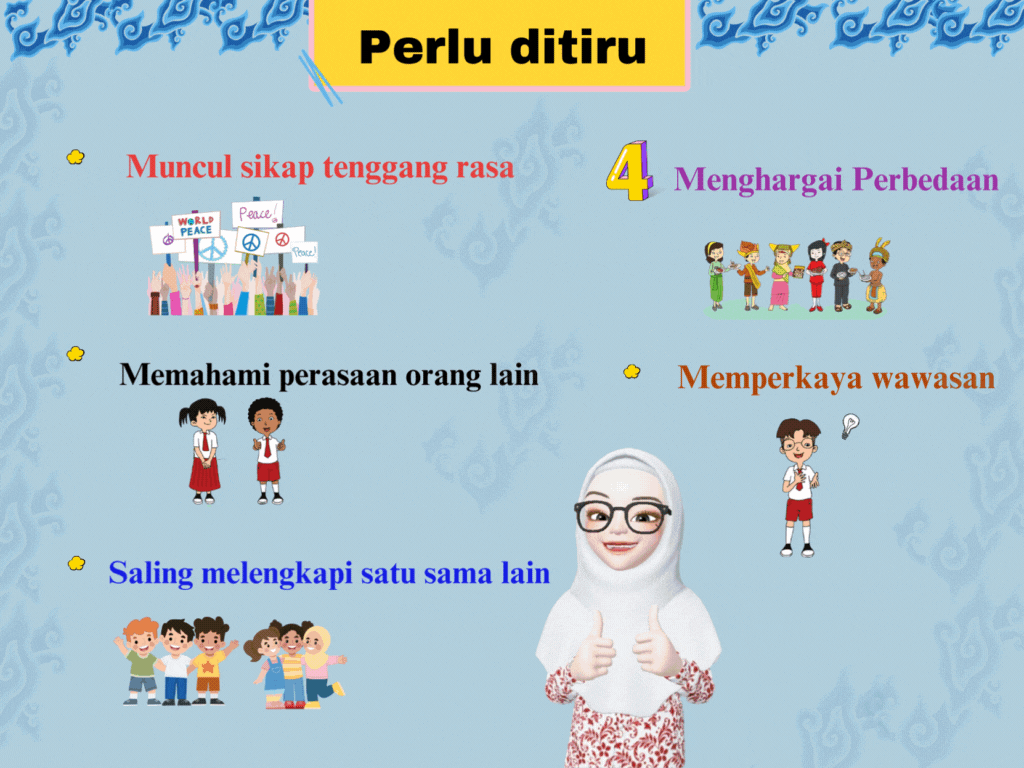 Perlu ditiru
Muncul sikap tenggang rasa
WORLD
PEACE
Peace!
Peace!
Memahami perasaan orang lain
Saling melengkapi satu sama lain
4
Menghargai Perbedaan
Memperkaya wawasan